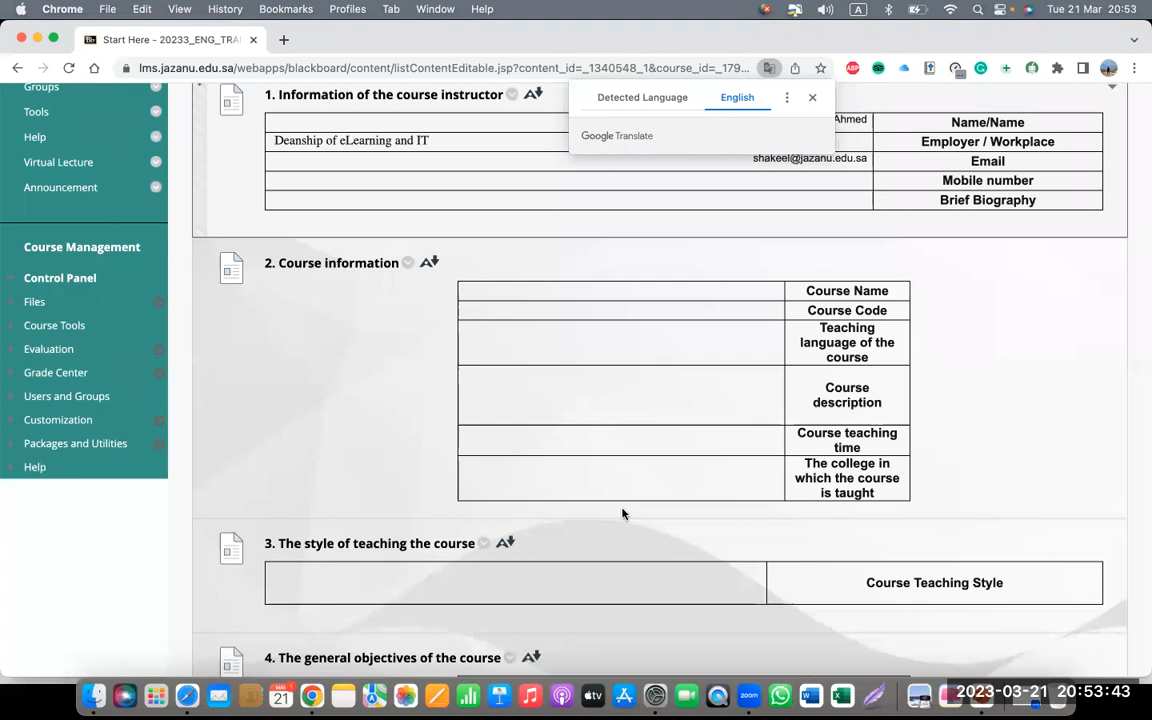 Chrome File Edit View History Bookmarks Profiles Tab Window Help A Tue 21 Mar 20:53
Start Here - 20233_ENG_TRA
lms.jazanu.edu.sa/webapps/blackboard/content/listContentEditable.jsp?content_id=_1340548_1&course_id=_179...
Detected Language English
Google Translate
Groups
Tools
Help
Virtual Lecture
Announcement
Course Management
Control Panel
Files
Course Tools
Evaluation
Grade Center
Users and Groups
Customization
Packages and Utilities
Help
1. Information of the course instructor
Ahmed Name/Name
Deanship of eLearning and IT Employer / Workplace
shakeel@jazanu.edu.sa Email
Mobile number
Brief Biography
2. Course information
Course Name
Course Code
Teaching
language of the
course
Course
description
Course teaching
time
The college in
which the course
is taught
3. The style of teaching the course
Course Teaching Style
4. The general objectives of the course
2023-03-21 20:53:43